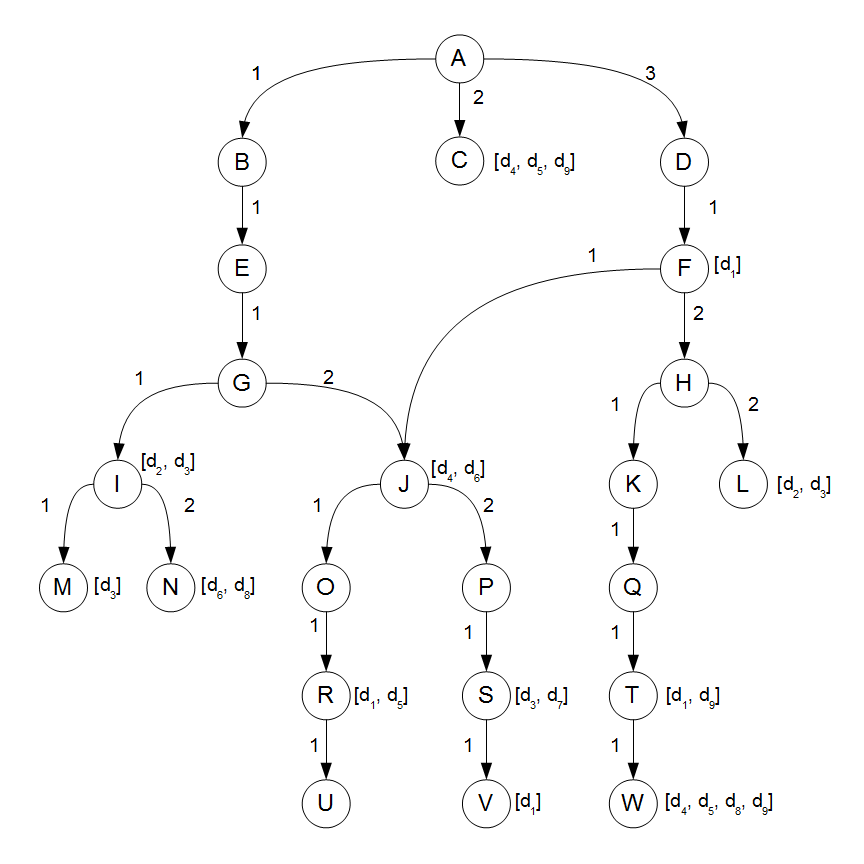 A
1
2
3
B
C [d4, d5, d9]
D
1
1
E
1
F [d1]
1
2
G
H
1
2
1
2
I [d2, d3]
J [d4, d6]
K
L [d2, d3]
1
2
1
2
1
M [d3]
N [d6, d8]
O
P
Q
1
1
1
R [d1, d5]
S [d3, d7]
T [d1, d9]
1
1
1
U
V [d1]
W [d4, d5, d8, d9]